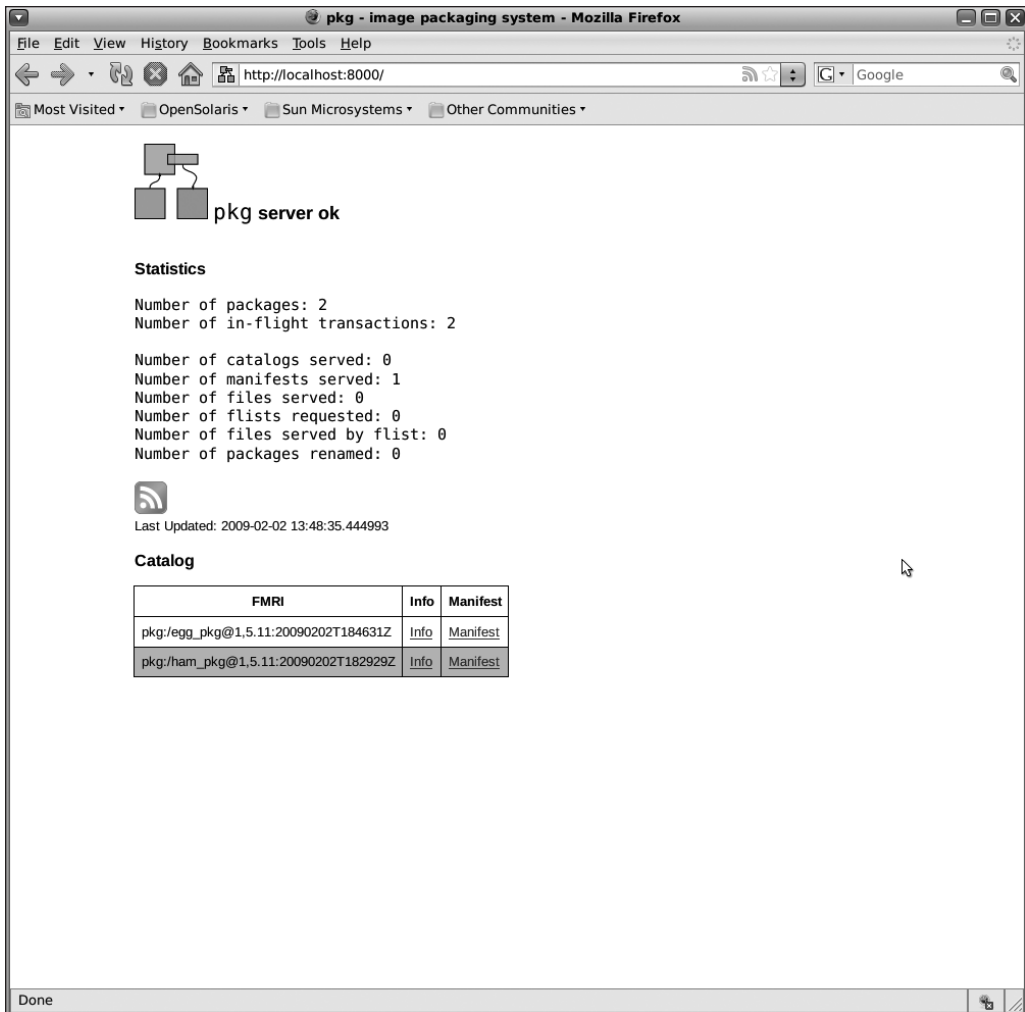 pkg - image packaging system - Mozilla Firefox
File Edit View History Bookmarks Tools Help
http://localhost:8000/ G Google
Most Visited OpenSolaris Sun Microsystems Other Communities
pkg server ok
Statistics
Number of packages: 2
Number of in-flight transactions: 2
Number of catalogs served: 0
Number of manifests served: 1
Number of files served: 0
Number of flists requested: 0
Number of files served by flist: 0
Number of packages renamed: 0
Last Updated: 2009-02-02 13:48:35.444993
Catalog
FMRI Info Manifest
pkg:/egg_pkg@1,5.11:20090202T184631Z Info Manifest
pkg:/ham_pkg@1,5.11:20090202T182929Z Info Manifest
Done